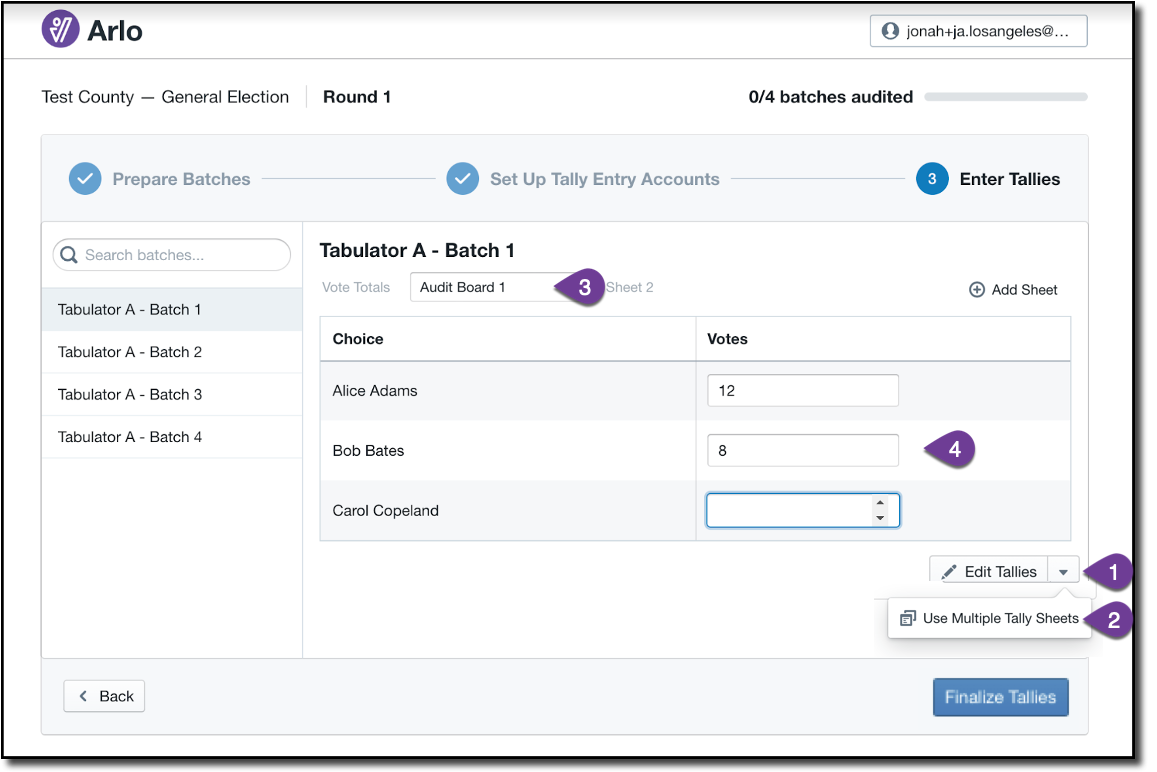 Arlo
jonah+ja.losangeles@...
Test County — General Election
Round 1
0/4 batches audited
Prepare Batches
Set Up Tally Entry Accounts
3
Enter Tallies
Search batches...
Tabulator A - Batch 1
Tabulator A - Batch 2
Tabulator A - Batch 3
Tabulator A - Batch 4
Tabulator A - Batch 1
Vote Totals
Audit Board 1
3
Sheet 2
Add Sheet
Choice
Votes
Alice Adams
12
Bob Bates
8
4
Carol Copeland
Edit Tallies
1
Use Multiple Tally Sheets
2
Back
Finalize Tallies